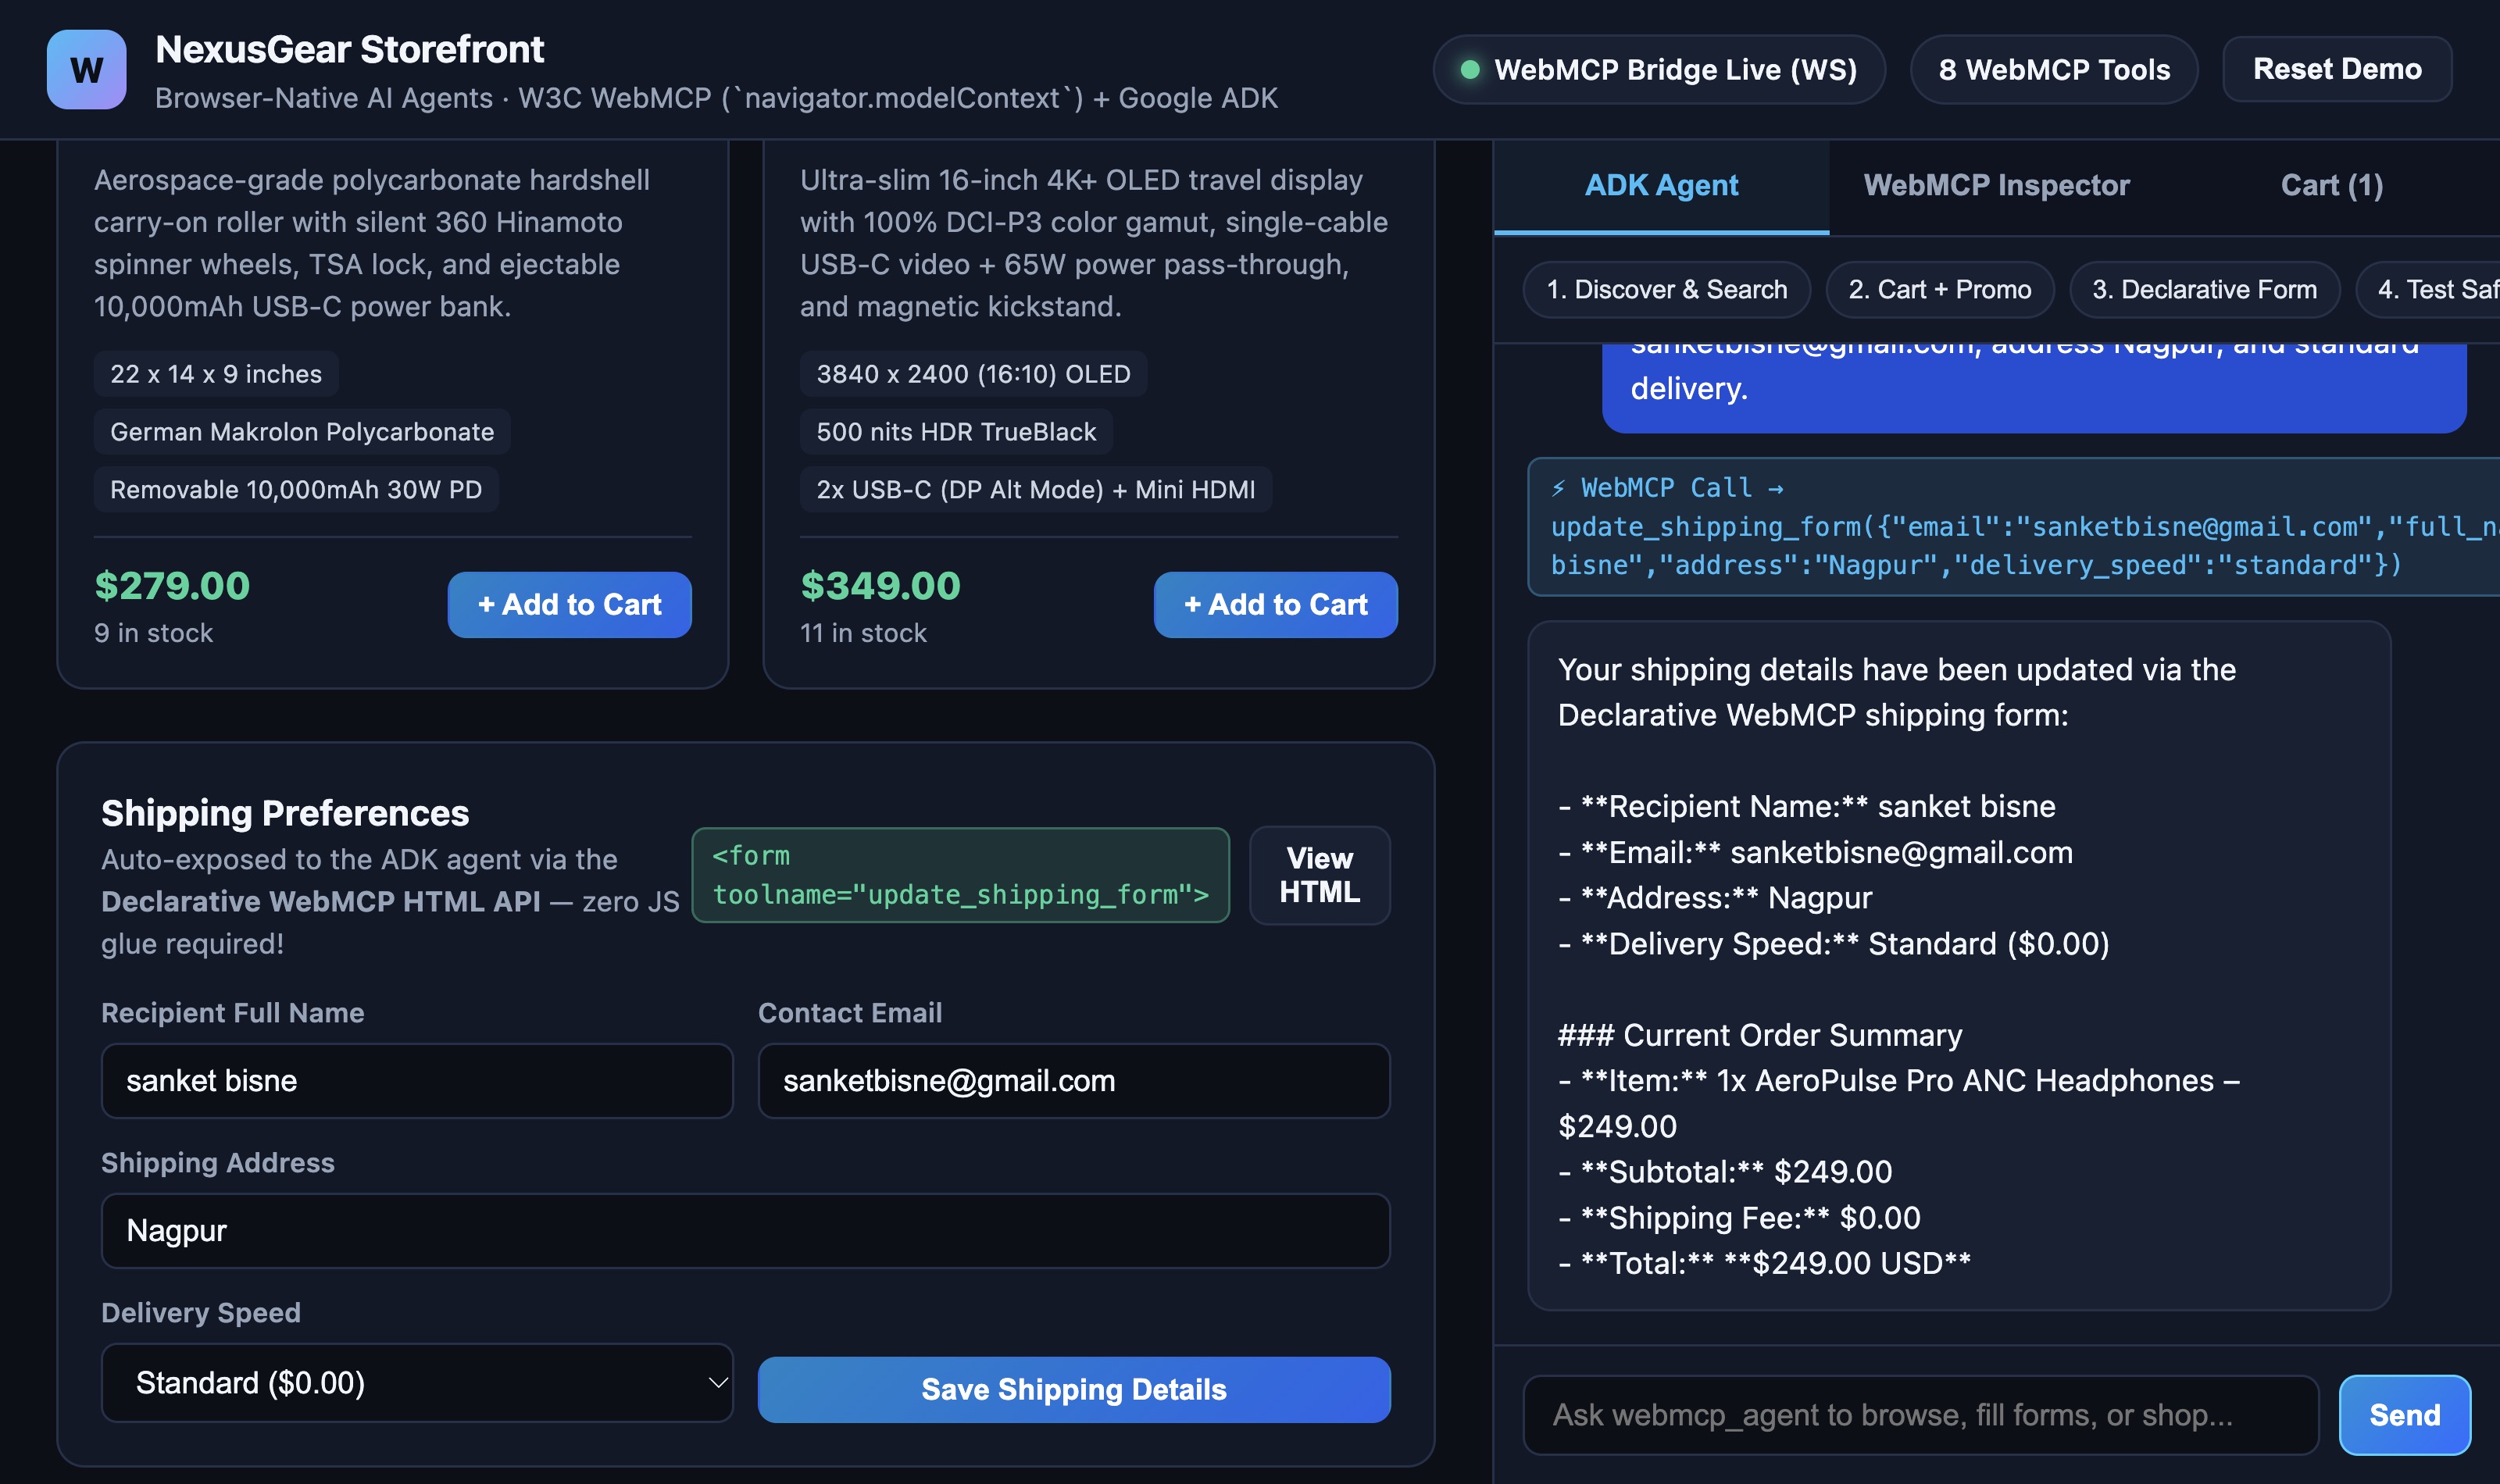 W
NexusGear Storefront
Browser-Native AI Agents · W3C WebMCP (`navigator.modelContext`) + Google ADK
WebMCP Bridge Live (WS)
8 WebMCP Tools
Reset Demo
Aerospace-grade polycarbonate hardshell
carry-on roller with silent 360 Hinamoto
spinner wheels, TSA lock, and ejectable
10,000mAh USB-C power bank.
22 x 14 x 9 inches
German Makrolon Polycarbonate
Removable 10,000mAh 30W PD
$279.00
9 in stock
+ Add to Cart
Ultra-slim 16-inch 4K+ OLED travel display
with 100% DCI-P3 color gamut, single-cable
USB-C video + 65W power pass-through,
and magnetic kickstand.
3840 x 2400 (16:10) OLED
500 nits HDR TrueBlack
2x USB-C (DP Alt Mode) + Mini HDMI
$349.00
11 in stock
+ Add to Cart
Shipping Preferences
Auto-exposed to the ADK agent via the
Declarative WebMCP HTML API — zero JS
glue required!
<form
toolname="update_shipping_form">
View
HTML
Recipient Full Name
sanket bisne
Contact Email
sanketbisne@gmail.com
Shipping Address
Nagpur
Delivery Speed
Standard ($0.00)
Save Shipping Details
ADK Agent
WebMCP Inspector
Cart (1)
1. Discover & Search
2. Cart + Promo
3. Declarative Form
4. Test Saf
sanketbisne@gmail.com, address Nagpur, and standard
delivery.
⚡ WebMCP Call →
update_shipping_form({"email":"sanketbisne@gmail.com","full_n
bisne","address":"Nagpur","delivery_speed":"standard"})
Your shipping details have been updated via the
Declarative WebMCP shipping form:
- **Recipient Name:** sanket bisne
- **Email:** sanketbisne@gmail.com
- **Address:** Nagpur
- **Delivery Speed:** Standard ($0.00)
### Current Order Summary
- **Item:** 1x AeroPulse Pro ANC Headphones –
$249.00
- **Subtotal:** $249.00
- **Shipping Fee:** $0.00
- **Total:** **$249.00 USD**
Ask webmcp_agent to browse, fill forms, or shop...
Send